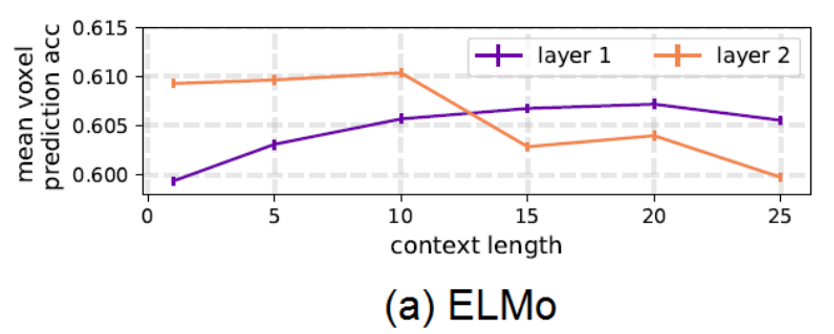 mean voxel
prediction acc
0.615
0.610
0.605
0.600
layer 1
layer 2
0
5
10
15
20
25
context length
(a) ELMo